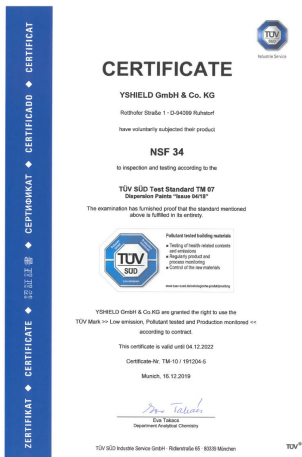 CERTIFICATE
YSHIELD GmbH & Co. KG
Rotthofer Straße 1 - D-94099 Ruhstorf
have voluntarily subjected their product
NSF 34
to inspection and testing according to the
TÜV SÜD Test Standard TM 07
Dispersion Paints "Issue 04/18"
The examination has furnished proof that the standard mentioned
above is fulfilled in its entirety.
TÜV
SÜD
Pollutant tested building materials
Testing of health-related contents
and emissions
Regularly product and
process monitoring
Control of the raw materials
YSHIELD GmbH & Co.KG are granted the right to use the
TÜV Mark >> Low emission, Pollutant tested and Production monitored <<
according to contract.
This certificate is valid until 04.12.2022
Certificate-Nr. TM-10 / 191204-5
Munich, 16.12.2019
Eva Takacs
Department Analytical Chemistry
TÜV SÜD Industrie Service GmbH · Ridlerstraße 65 · 80339 München
TÜV®
TÜV
SÜD
Industrie Service
ZERTIFIKAT ◆ CERTIFICATE ◆ 認証証書 ◆ СЕРТИФИКАТ ◆ CERTIFICADO ◆ CERTIFICAT